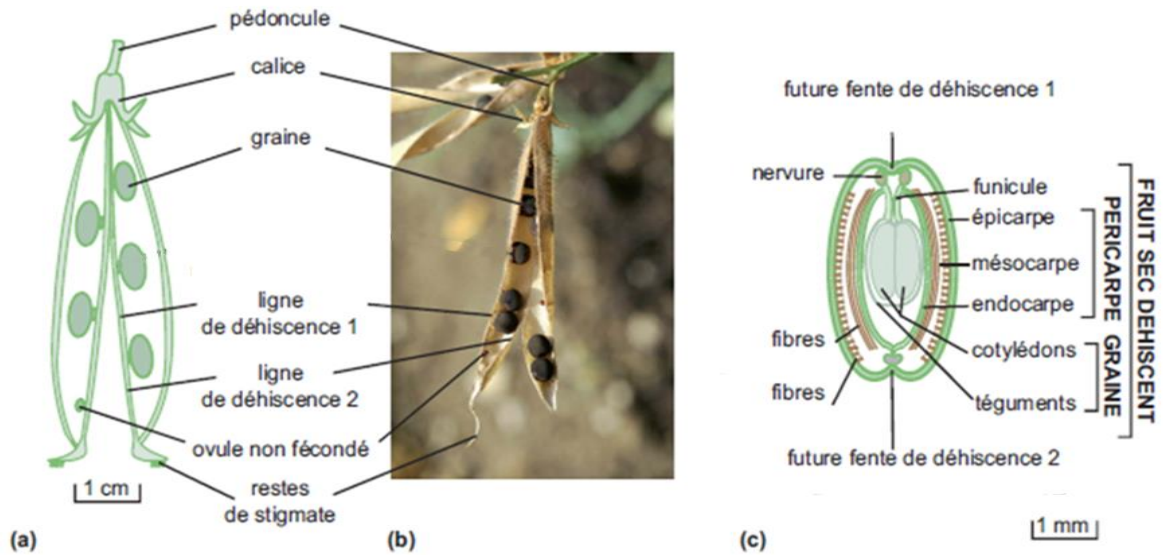 (a)
pédoncule
calice
graine
ligne
de déhiscence 1
ligne
de déhiscence 2
ovule non fécondé
restes
de stigmate
1 cm
(b)
future fente de déhiscence 1
nervure
funicule
épicarpe
mésocarpe
endocarpe
fibres
cotylédons
fibres
téguments
PERICARPE
GRAINE
FRUIT SEC DEHISCENT
future fente de déhiscence 2
(c)
1 mm